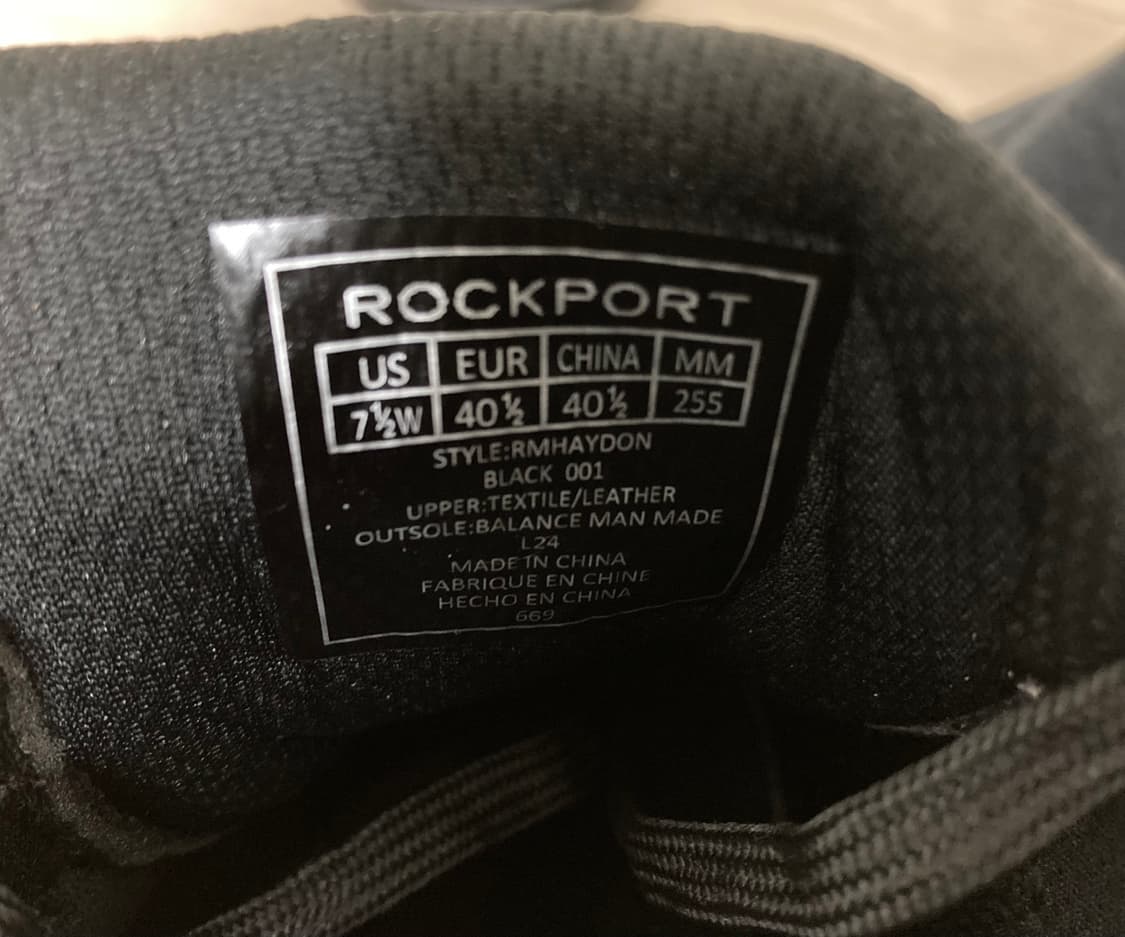 ROCKPORT
US EUR CHINA MM
7½W 40½ 40½ 255
STYLE:RMHAYDON
BLACK 001
UPPER:TEXTILE/LEATHER
OUTSOLE:BALANCE MAN MADE
L24
MADE IN CHINA
FABRIQUE EN CHINE
HECHO EN CHINA
669